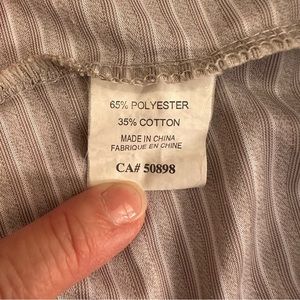 65% POLYESTER
35% COTTON
MADE IN CHINA
FABRIQUE EN CHINE
CA# 50898